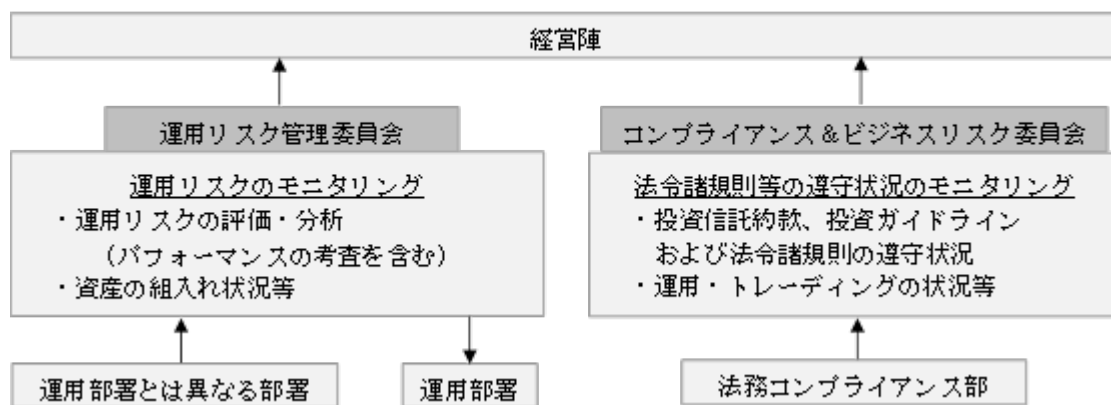 経営陣
運用リスク管理委員会
運用リスクのモニタリング
・運用リスクの評価・分析
（パフォーマンスの考査を含む）
・資産の組入れ状況等
運用部署とは異なる部署
運用部署
コンプライアンス＆ビジネスリスク委員会
法令諸規則等の遵守状況のモニタリング
・投資信託約款、投資ガイドライン
および法令諸規則の遵守状況
・運用・トレーディングの状況等
法務コンプライアンス部